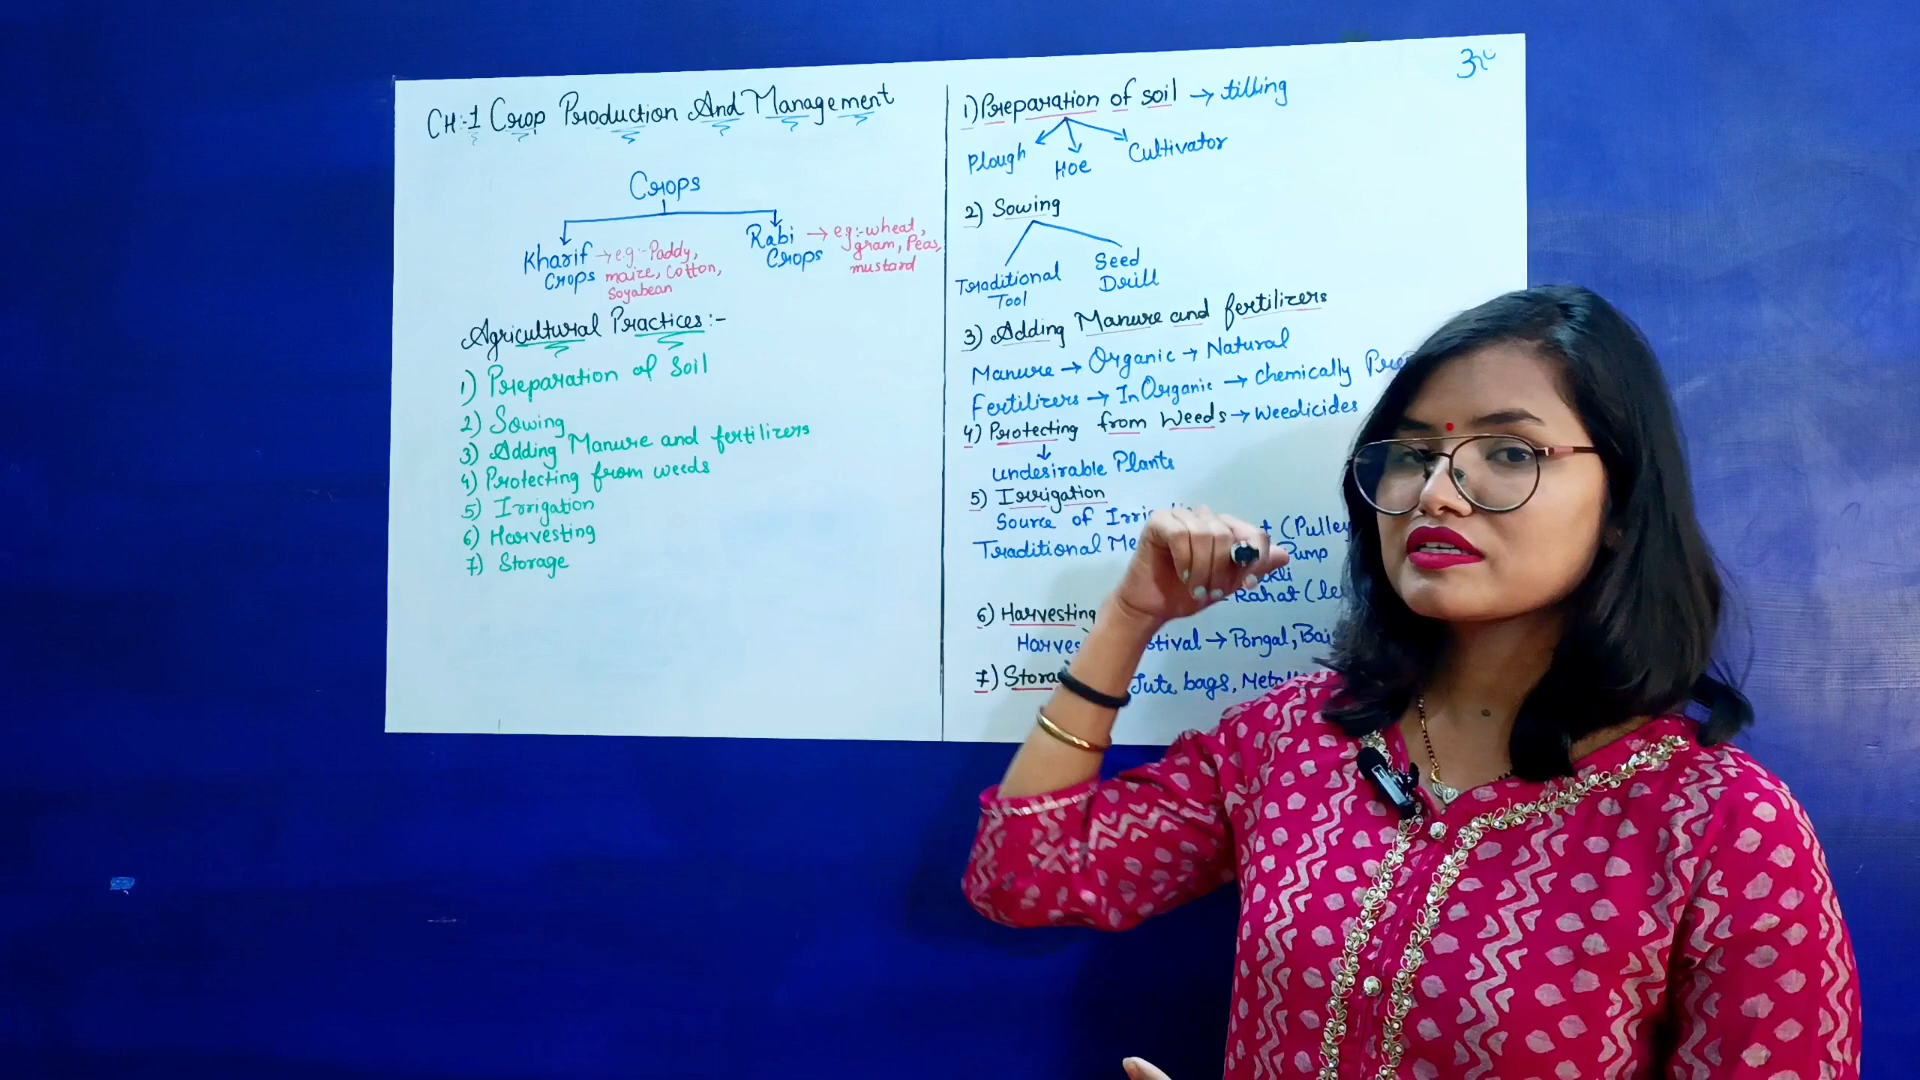 CH:-1 Crop Production And Management
Crops
Kharif Crops → eg:- Paddy, maize, Cotton, Soyabean
Rabi Crops → eg:- wheat, gram, Peas, mustard
Agricultural Practices:-
1) Preparation of Soil
2) Sowing
3) Adding Manure and fertilizers
4) Protecting from weeds
5) Irrigation
6) Harvesting
7) Storage
1) Preparation of soil →
Plough Hoe Cultivator
2) Sowing
Traditional Tool
Seed Drill
3) Adding Manure and fertilizers
Manure → Organic → Natural
Fertilizers → InOrganic → Chemically
4) Protecting from Weeds → Weedicides
↓
undesirable Plants
5) Irrigation
Source of
Traditional (Pulley
Pump
Rahat
6) Harvesting
→ Pongal,
7) Jute bags,